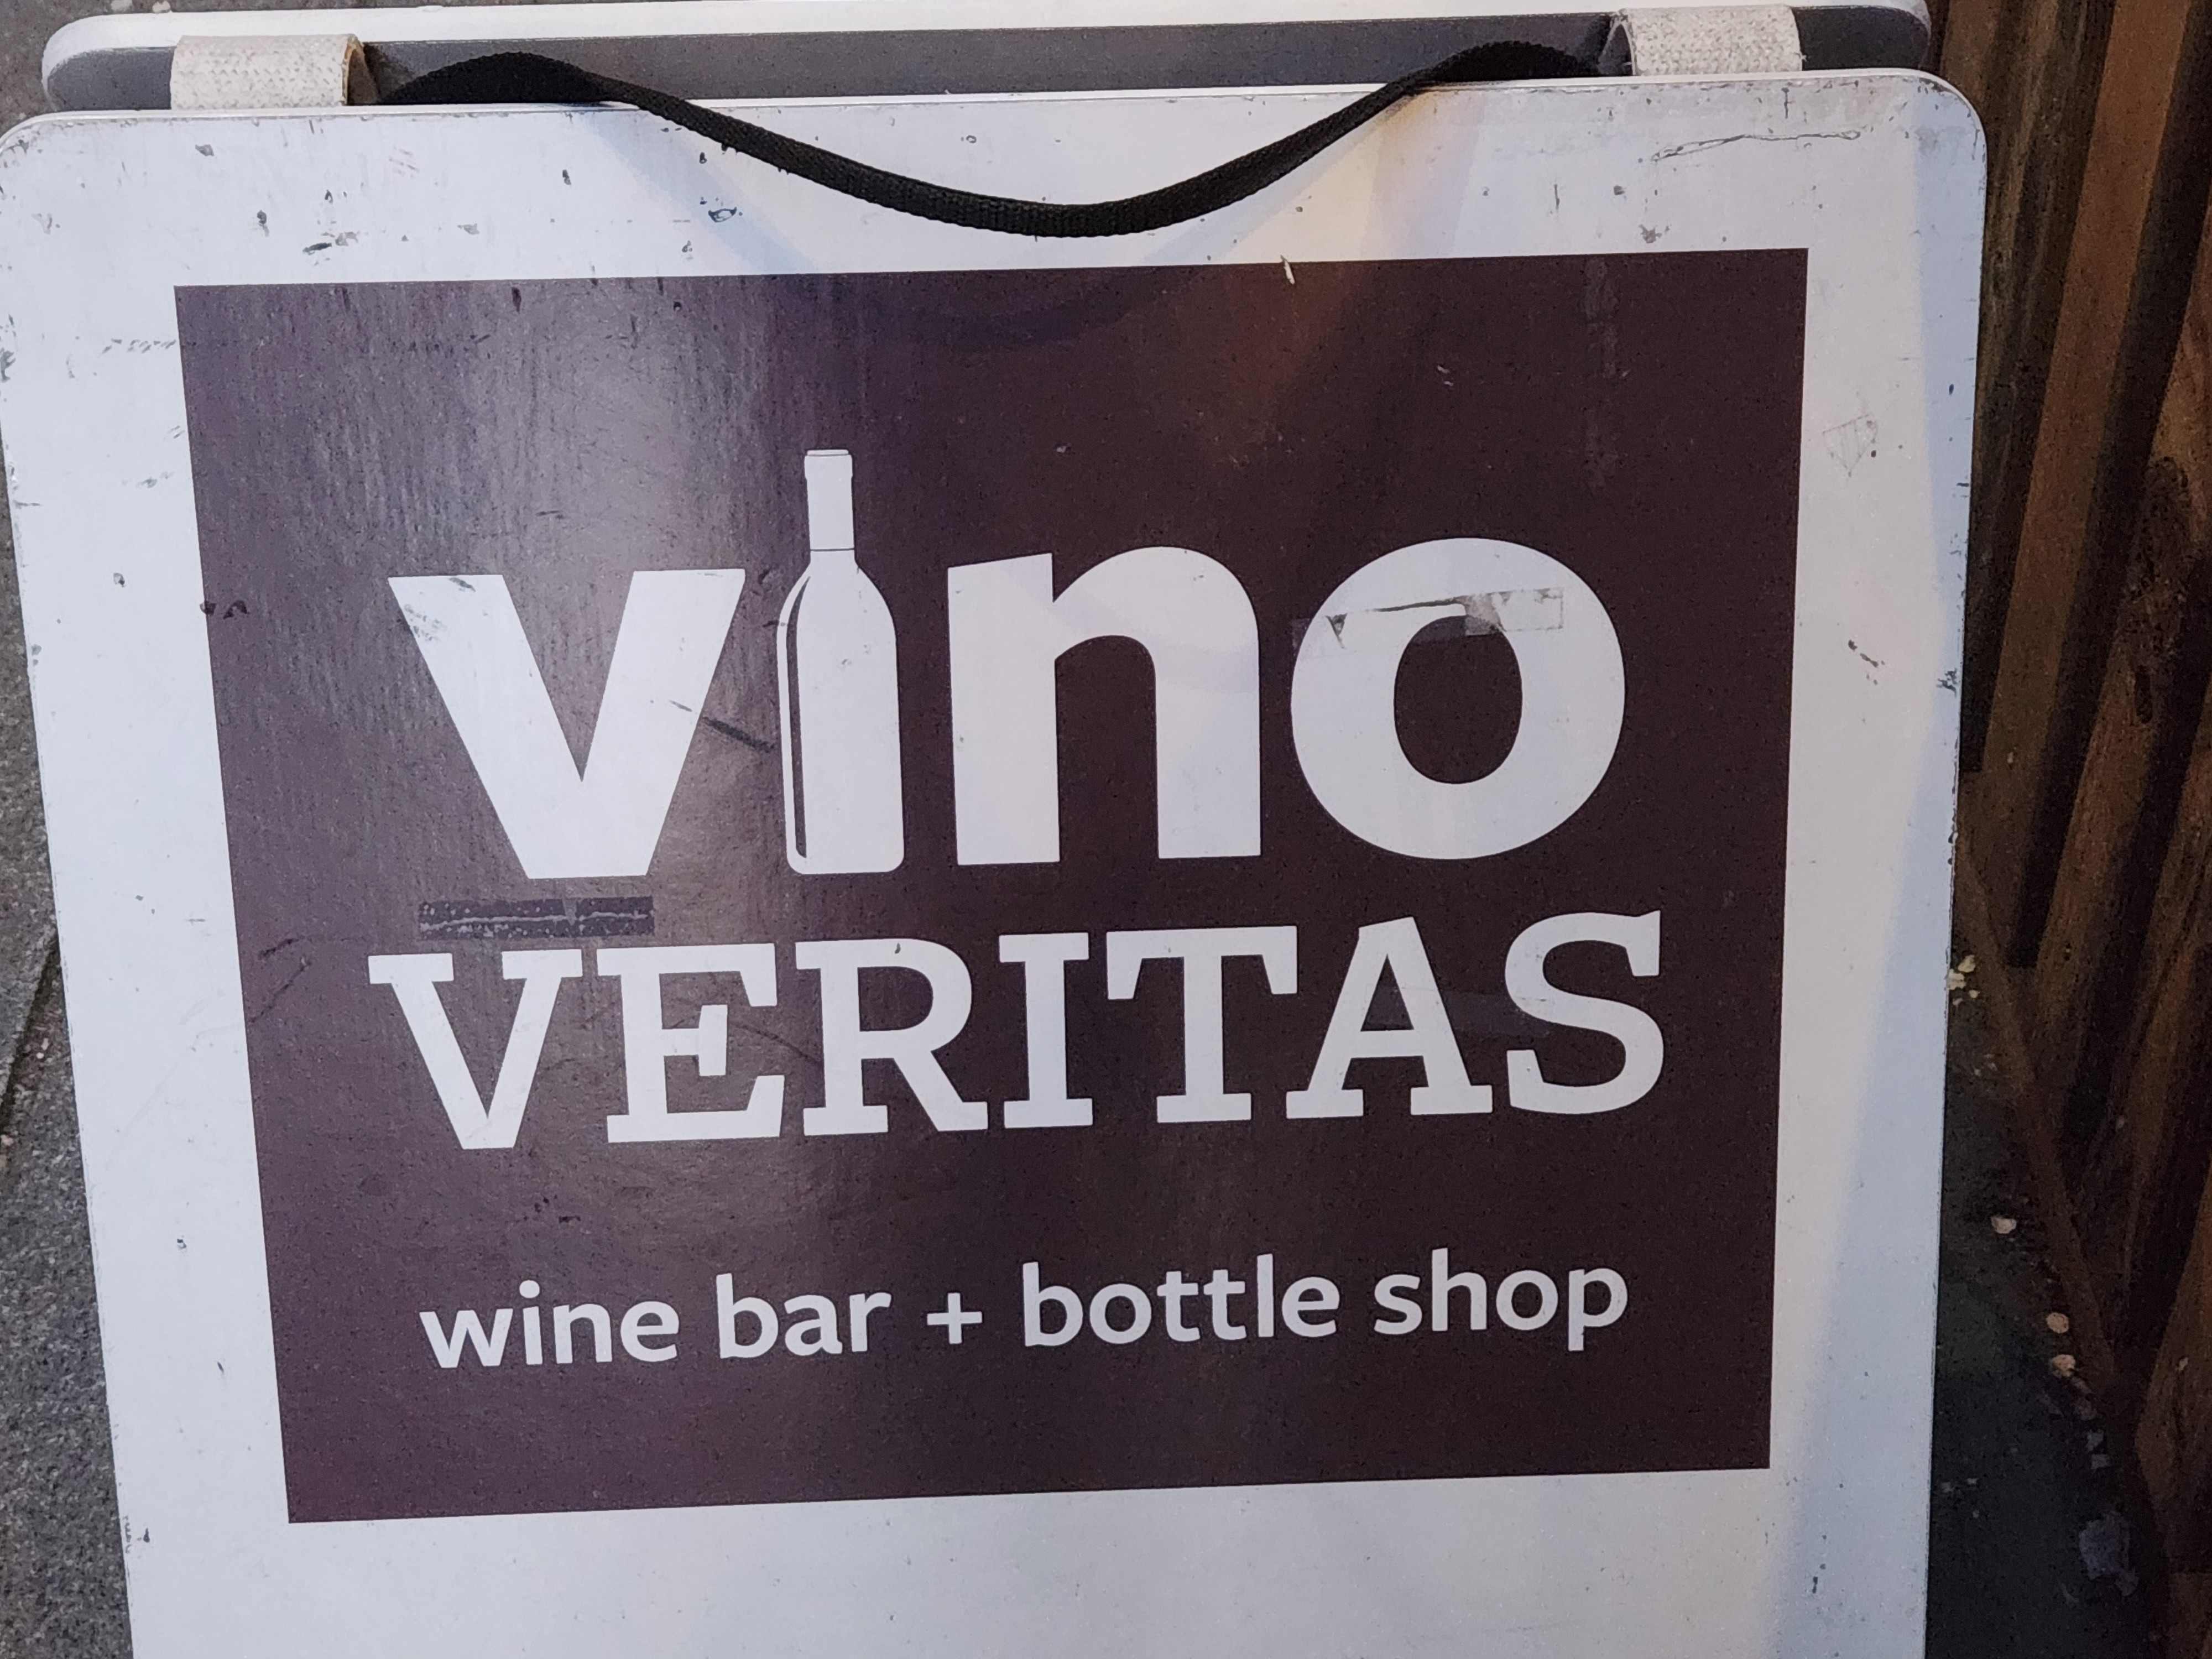 vino
VERITAS
wine bar + bottle shop